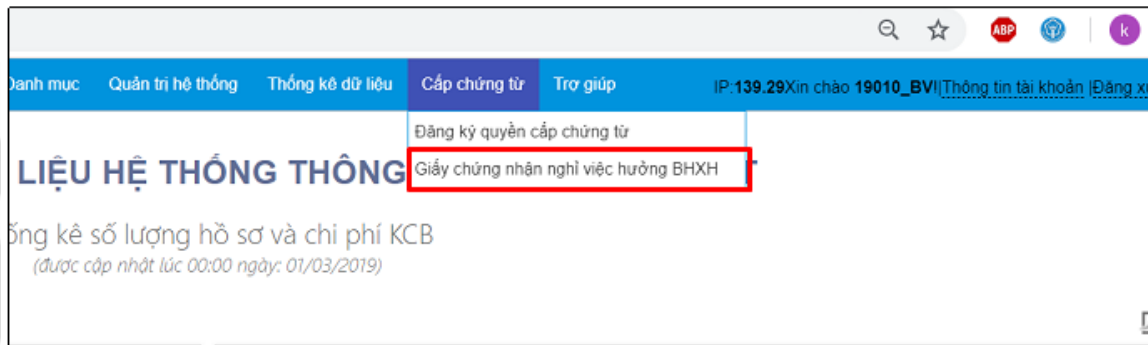 ABP
k
Danh mục Quản trị hệ thống Thống kê dữ liệu Cấp chứng từ Trợ giúp IP:139.29Xin chào 19010_BVI|Thông tin tài khoản |Đăng
Đăng ký quyền cấp chứng từ
LIỆU HỆ THỐNG THÔNG
Giấy chứng nhận nghỉ việc hưởng BHXH
ống kê số lượng hồ sơ và chi phí KCB
(được cập nhật lúc 00:00 ngày: 01/03/2019)